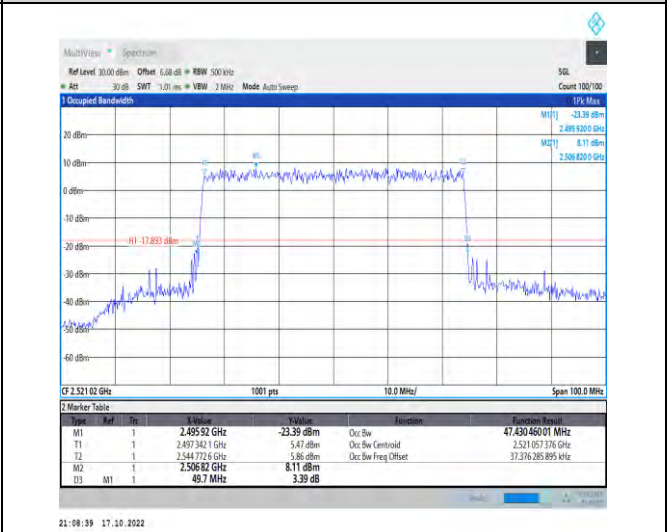 MultiView Spectrum
Ref Level 30.00 dBm Offset 6.68 dB RBW 500 kHz SGL
Att 30 dB SWT 1.01 ms VBW 2 MHz Mode Auto Sweep Count 100/100
1 Occupied Bandwidth 1Pk Max
M1[1] -23.39 dBm
2.495 920 0 GHz
M2[1] 8.11 dBm
2.506 820 0 GHz
20 dBm
10 dBm
0 dBm
-10 dBm
H1 -17.893 dBm
-20 dBm
-30 dBm
-40 dBm
-50 dBm
-60 dBm
CF 2.521 02 GHz 1001 pts 10.0 MHz/ Span 100.0 MHz
2 Marker Table
Type Ref Trc X-Value Y-Value Function Function Result
M1 1 2.495 92 GHz -23.39 dBm Occ Bw 47.430 460 01 MHz
T1 1 2.497 342 1 GHz 5.47 dBm Occ Bw Centroid 2.521 057 376 GHz
T2 1 2.544 772 6 GHz 5.86 dBm Occ Bw Freq Offset 37.376 285 895 kHz
M2 1 2.506 82 GHz 8.11 dBm
D3 M1 1 49.7 MHz 3.39 dB
21:08:39 17.10.2022